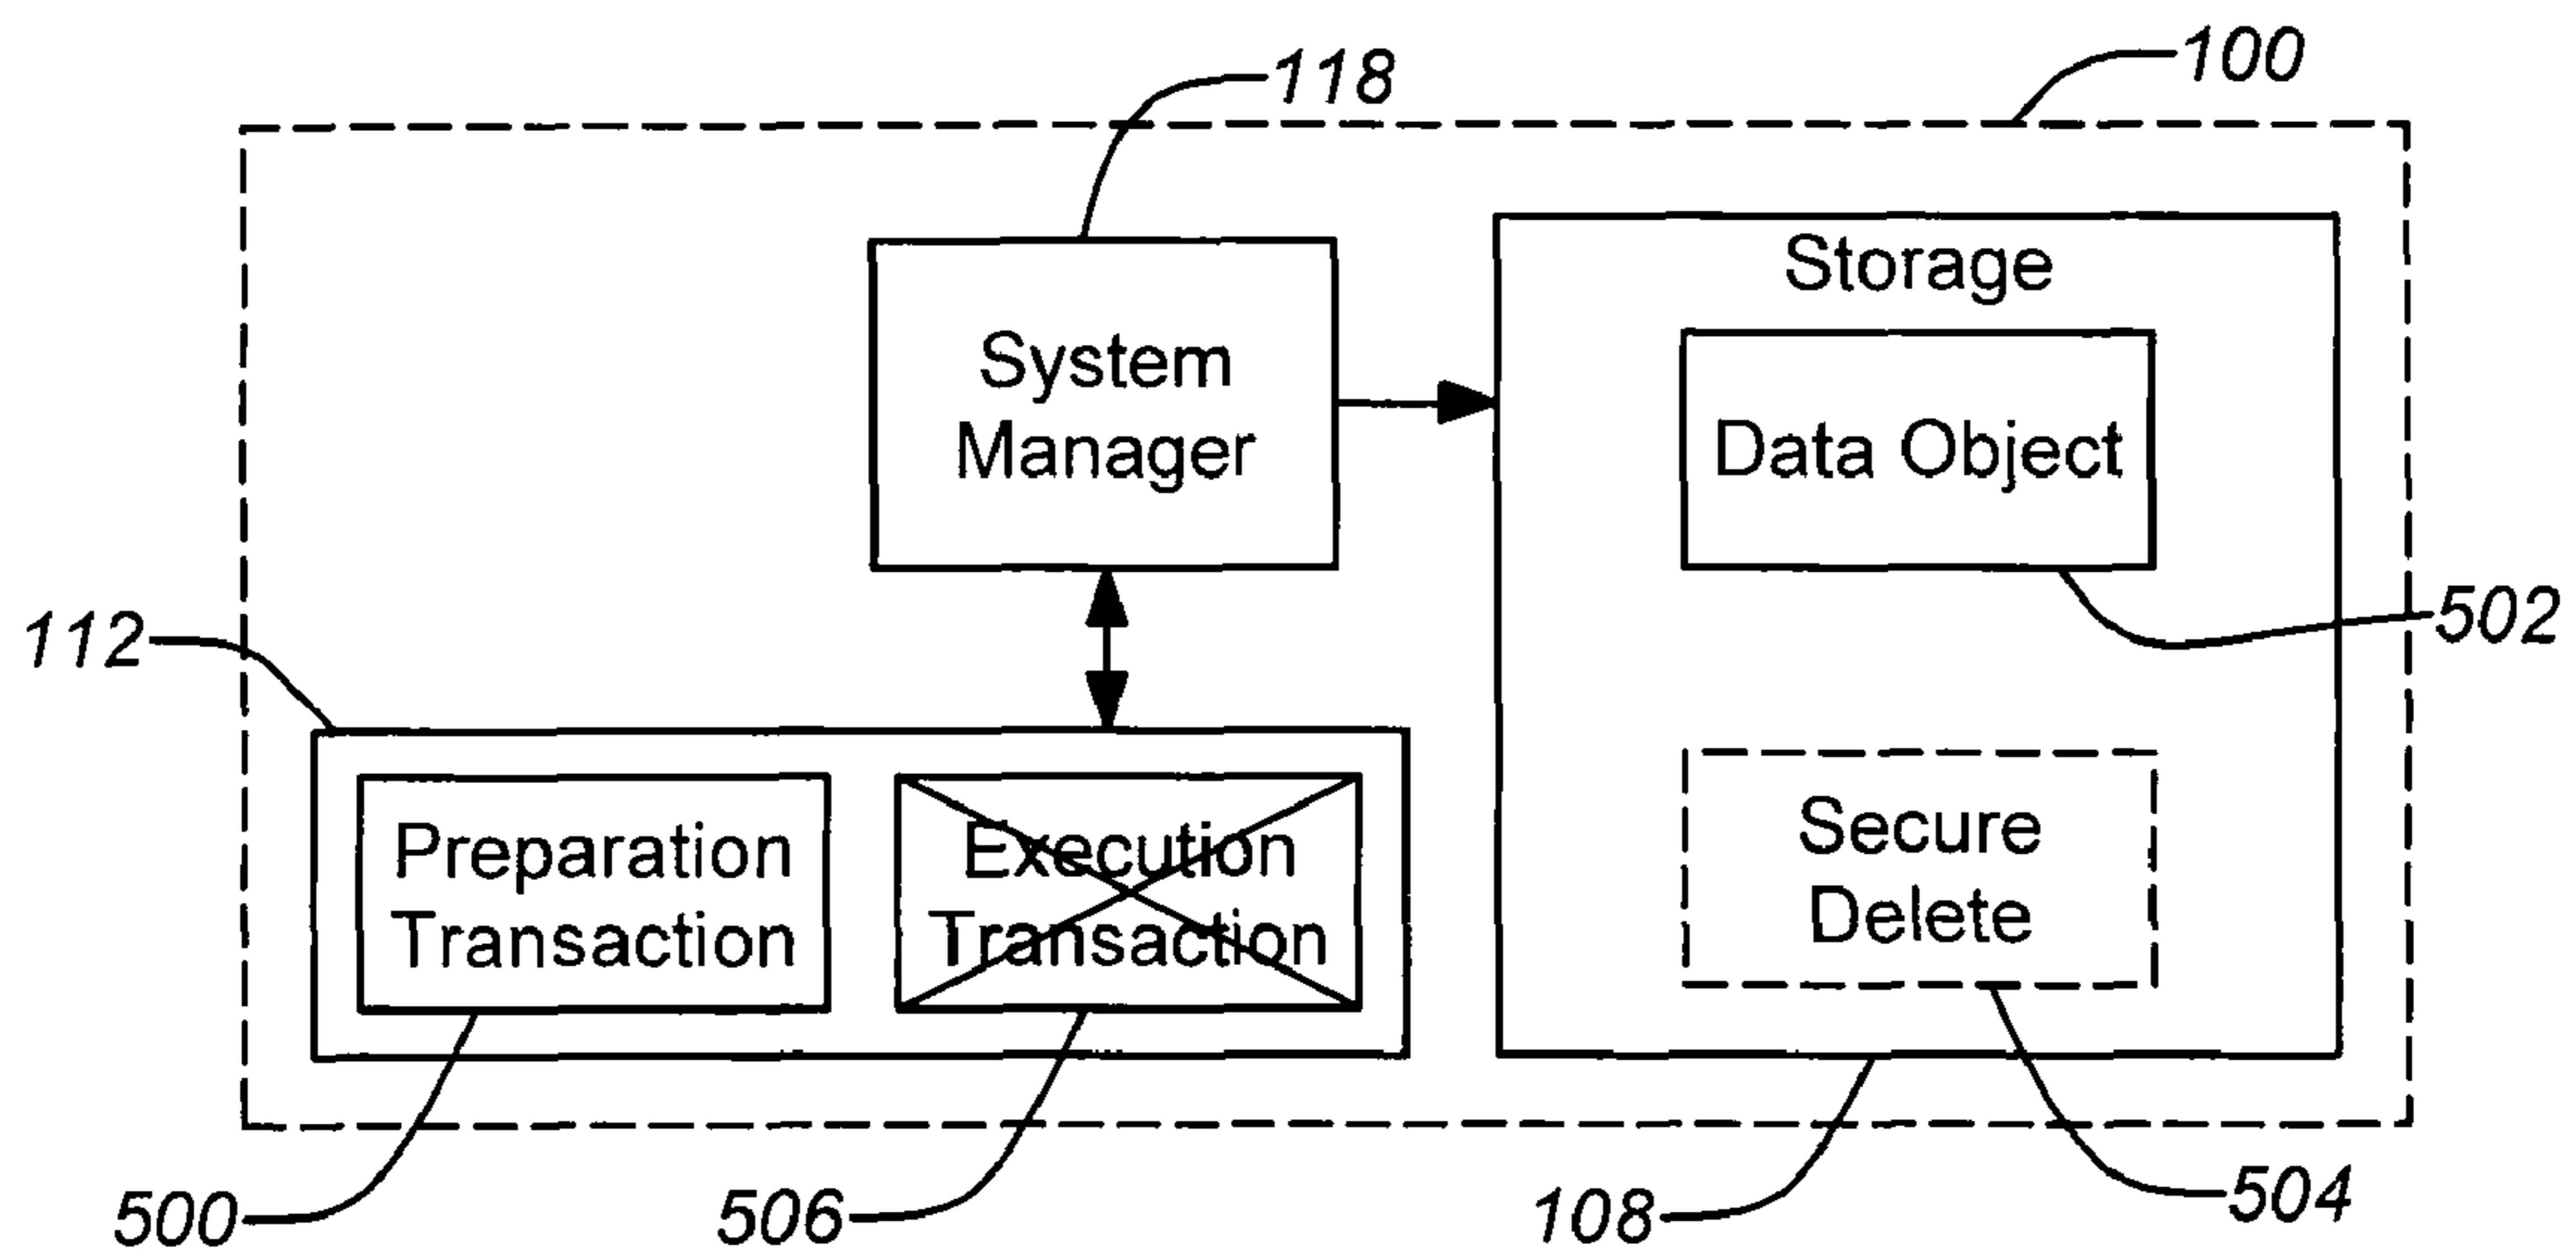 100
118
Storage
System
Manager
Data Object
502
112
Preparation
Transaction
Execution
Transaction
Secure
Delete
500
506
108
504